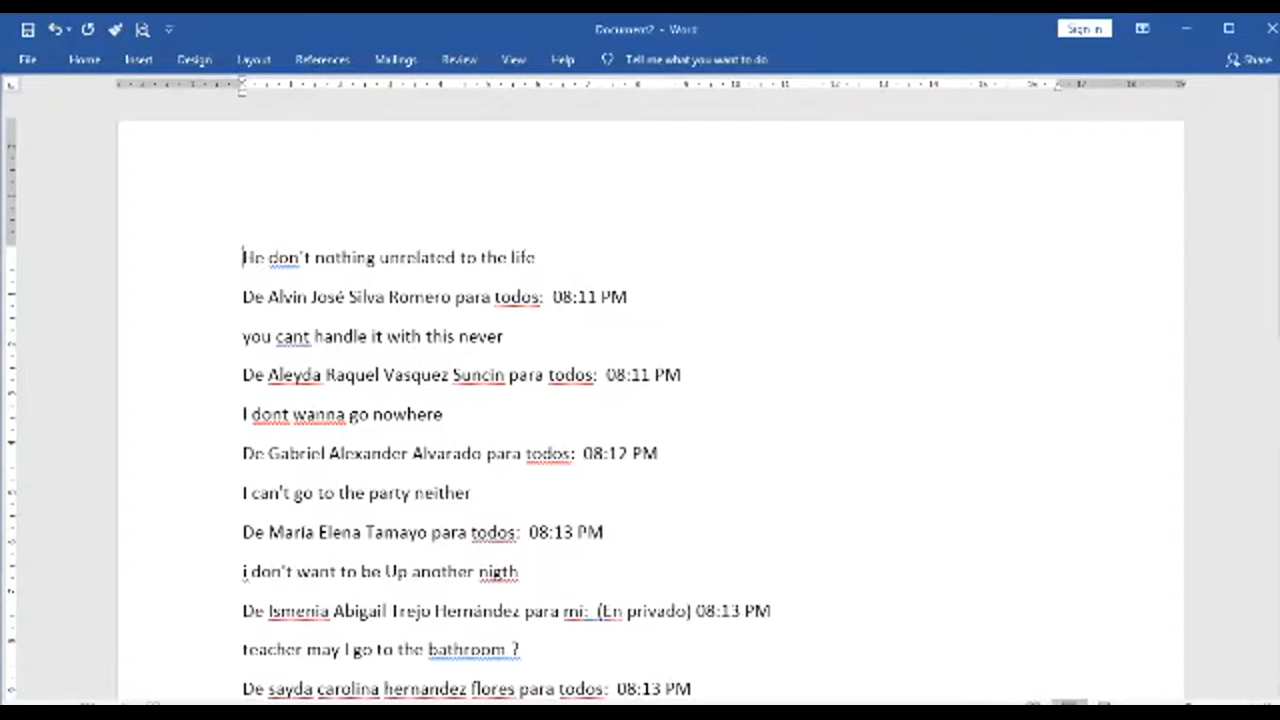 Document2 - Word
Sign in
File Home Insert Design Layout References Mailings Review View Help Tell me what you want to do Share
He don't nothing unrelated to the life
De Alvin José Silva Romero para todos: 08:11 PM
you cant handle it with this never
De Aleyda Raquel Vasquez Suncin para todos: 08:11 PM
I dont wanna go nowhere
De Gabriel Alexander Alvarado para todos: 08:12 PM
I can't go to the party neither
De María Elena Tamayo para todos: 08:13 PM
i don't want to be Up another nigth
De Ismenia Abigail Trejo Hernández para mí: (En privado) 08:13 PM
teacher may I go to the bathroom ?
De sayda carolina hernandez flores para todos: 08:13 PM